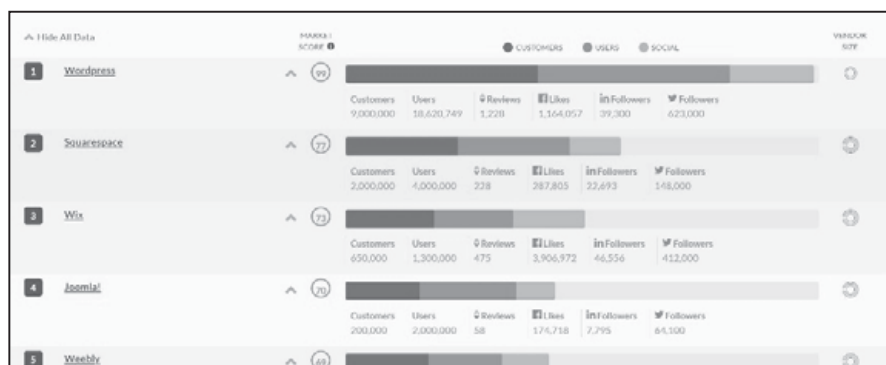 Hide All Data MARKET SCORE CUSTOMERS USERS SOCIAL VENDOR SIZE
1 Wordpress 99
Customers Users Reviews Likes Followers Followers
9,000,000 18,620,749 1,228 1,164,057 39,300 623,000
2 Squarespace 77
Customers Users Reviews Likes Followers Followers
2,000,000 4,000,000 228 287,805 22,693 148,000
3 Wix 73
Customers Users Reviews Likes Followers Followers
650,000 1,300,000 475 3,906,972 46,556 412,000
4 Joomla! 70
Customers Users Reviews Likes Followers Followers
200,000 2,000,000 58 174,718 7,795 64,100
5 Weebly 69